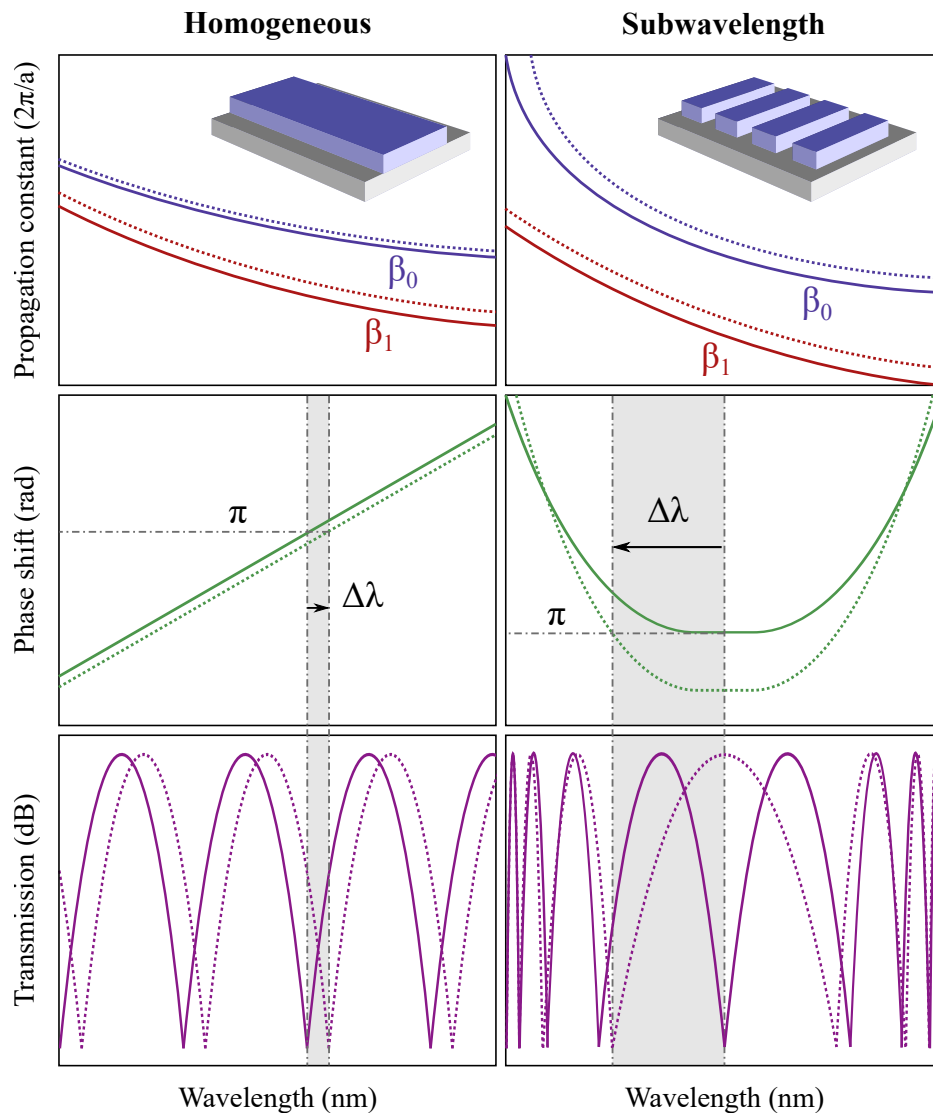 Homogeneous
Subwavelength
Propagation constant (2π/a)
β0
β1
β0
β1
Phase shift (rad)
π
Δλ
Δλ
π
Transmission (dB)
Wavelength (nm)
Wavelength (nm)